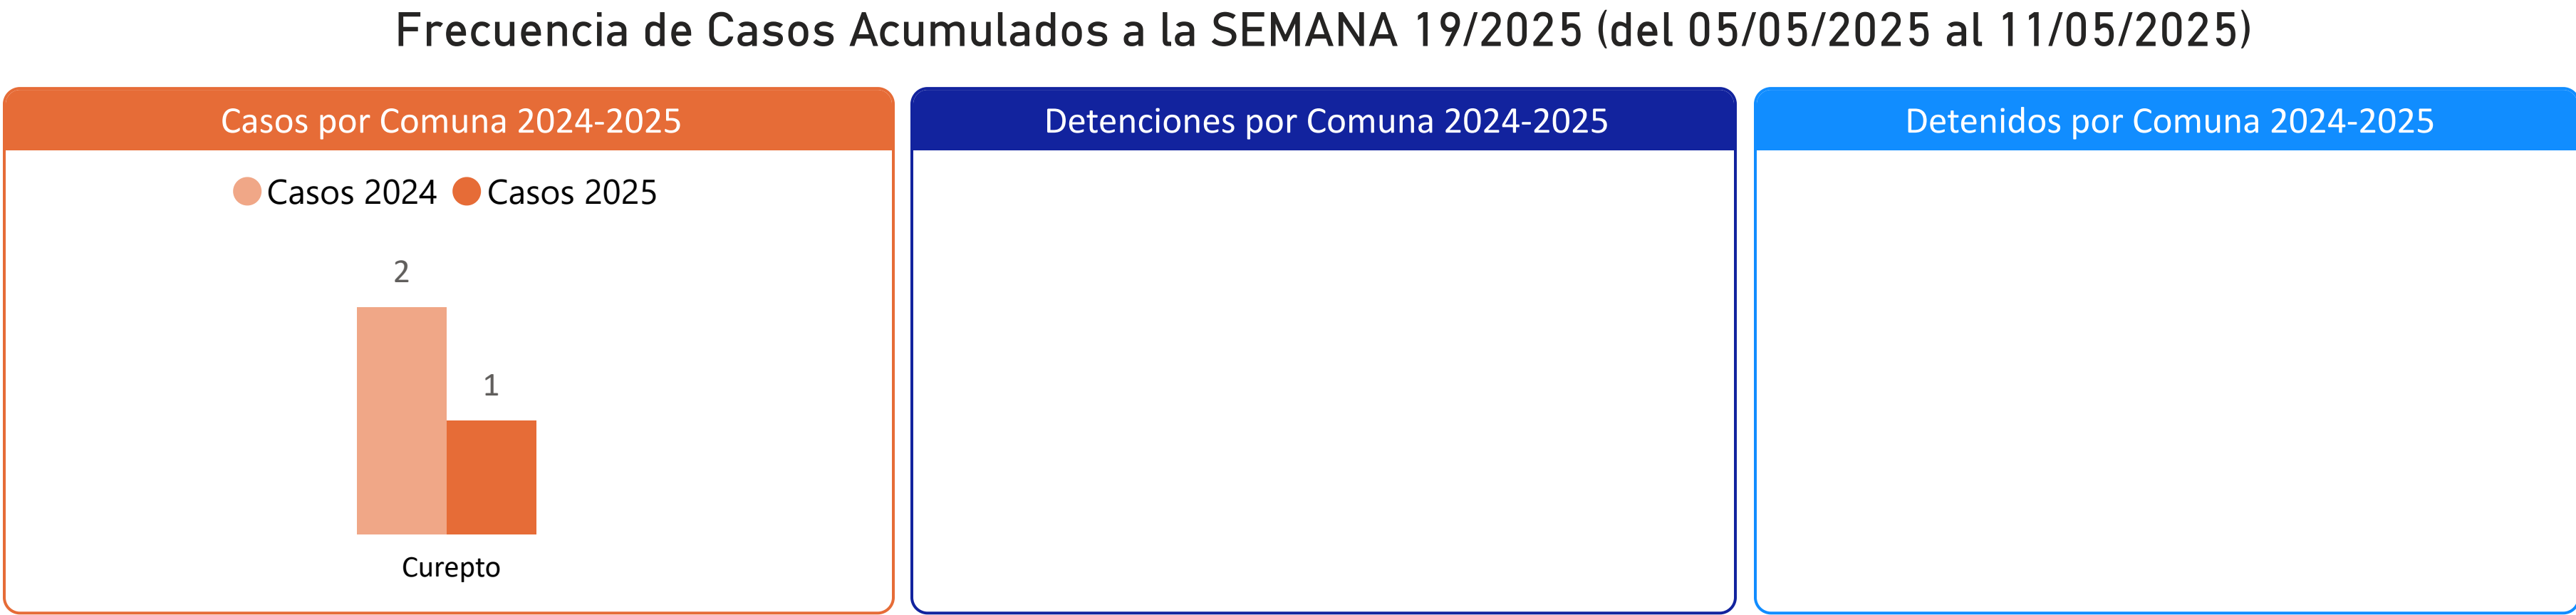 Frecuencia de Casos Acumulados a la SEMANA 19/2025 (del 05/05/2025 al 11/05/2025)
Casos por Comuna 2024-2025
Casos 2024 Casos 2025
2
1
Curepto
Detenciones por Comuna 2024-2025
Detenidos por Comuna 2024-2025